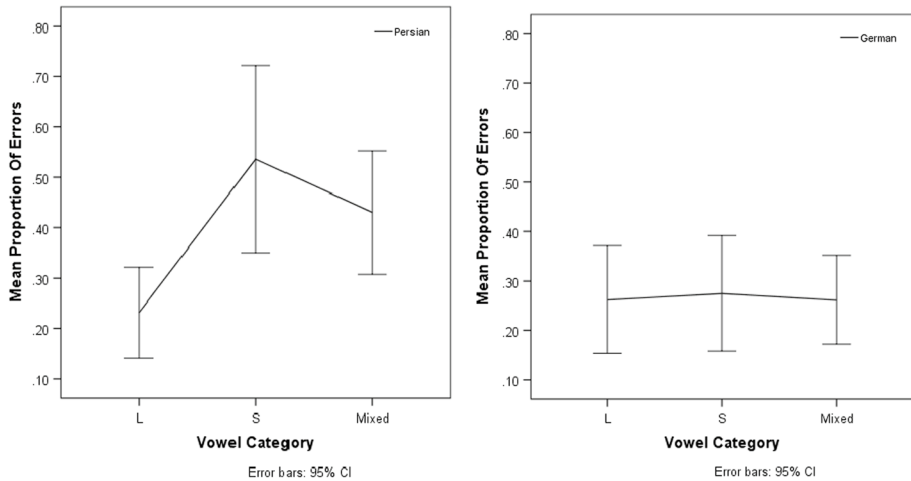 Persian
Mean Proportion Of Errors
.80
.70
.60
.50
.40
.30
.20
.10
L S Mixed
Vowel Category
Error bars: 95% CI
German
Mean Proportion Of Errors
.80
.70
.60
.50
.40
.30
.20
.10
L S Mixed
Vowel Category
Error bars: 95% CI